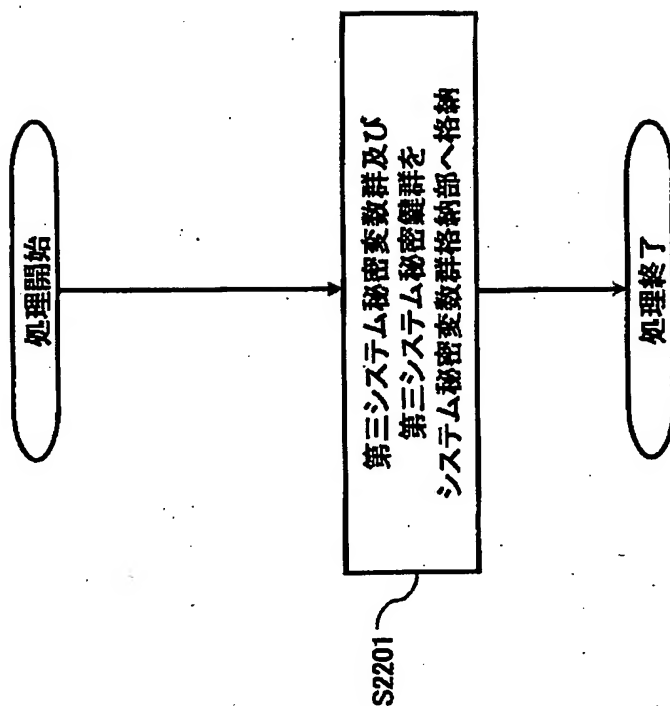 処理開始
第三システム秘密変数群及び
第三システム秘密鍵群を
システム秘密変数群格納部へ格納
S2201
処理終了